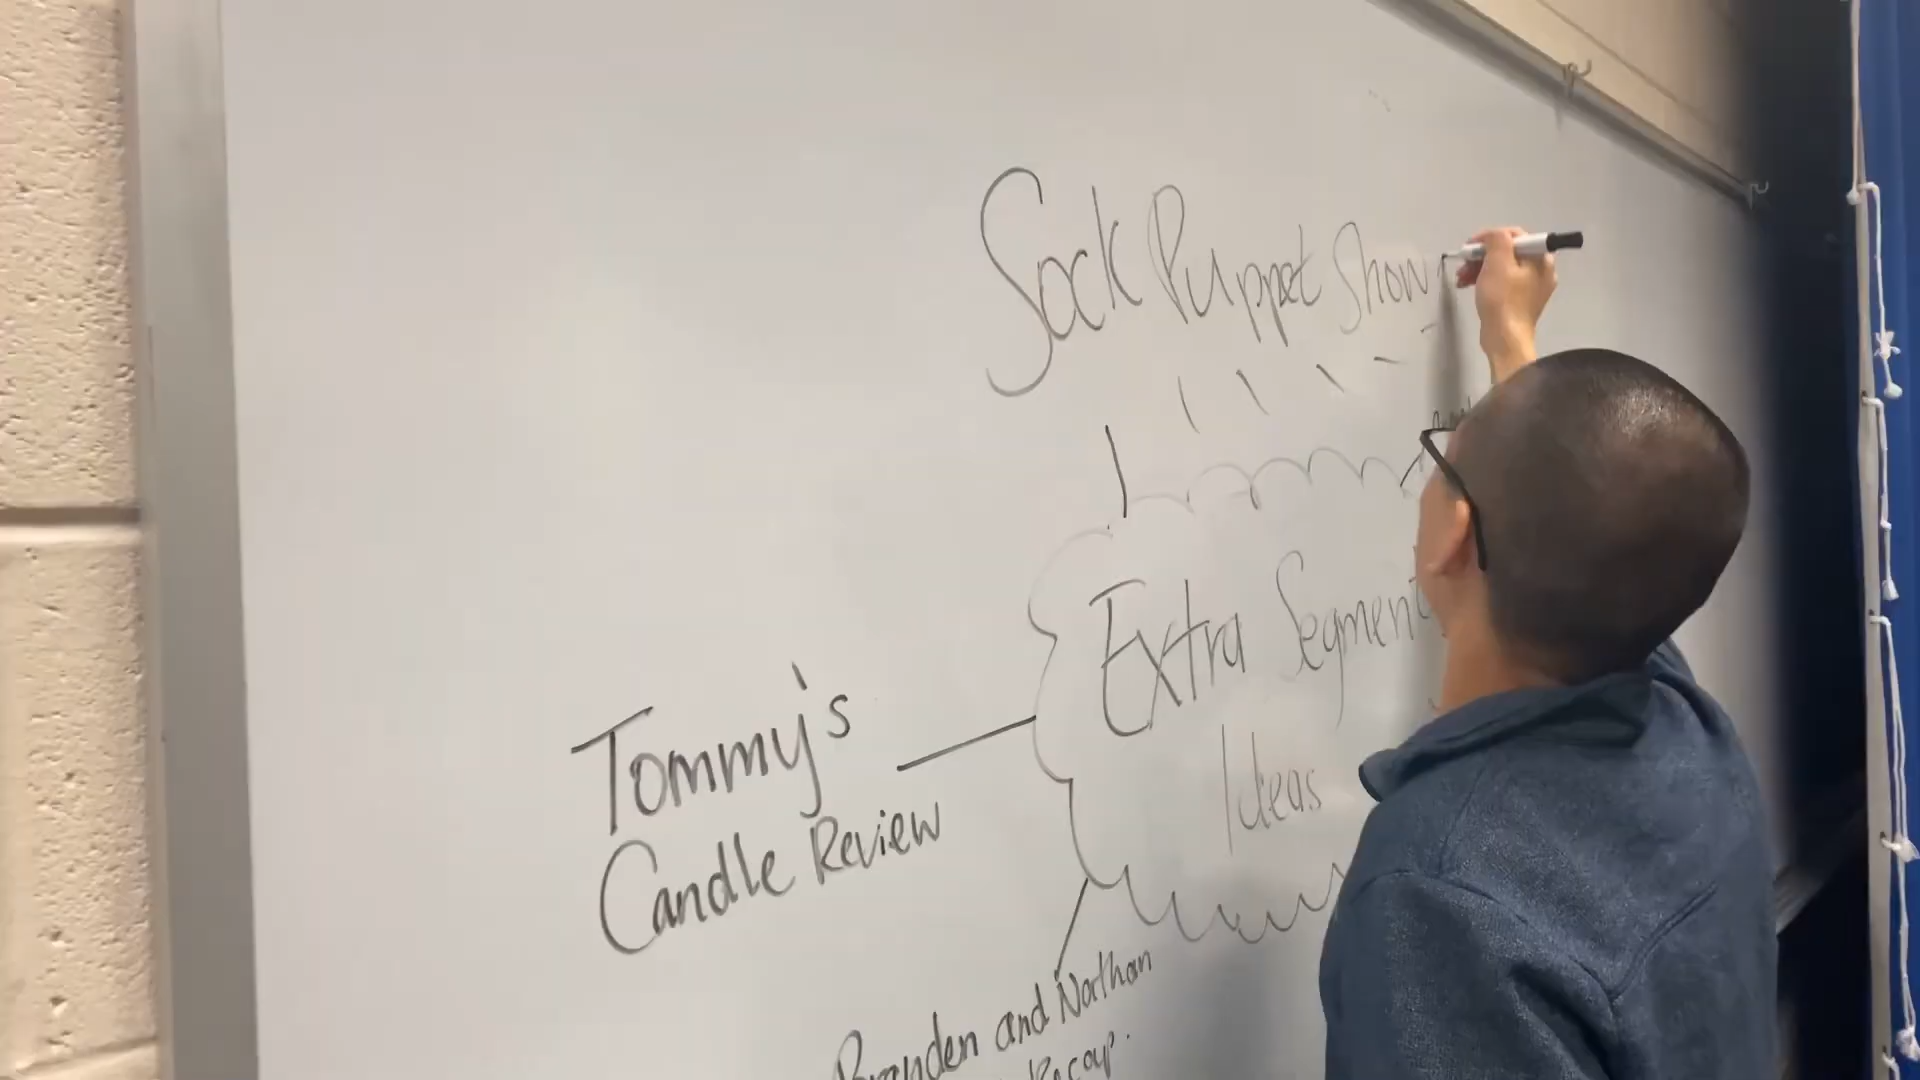 Sock Puppet Show
Extra Segment
Ideas
Tommy's
Candle Review
Branden and Nathan
Recap.